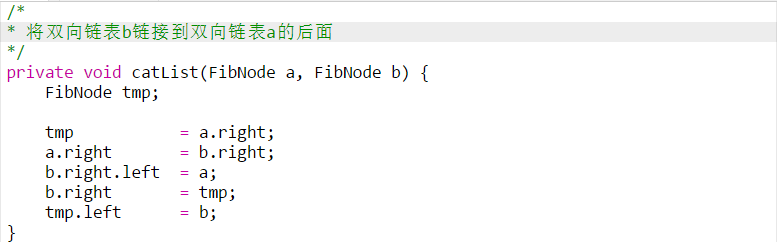 /*
* 将双向链表b链接到双向链表a的后面
*/
private void catList(FibNode a, FibNode b) {
    FibNode tmp;
    tmp           = a.right;
    a.right       = b.right;
    b.right.left  = a;
    b.right       = tmp;
    tmp.left      = b;
}